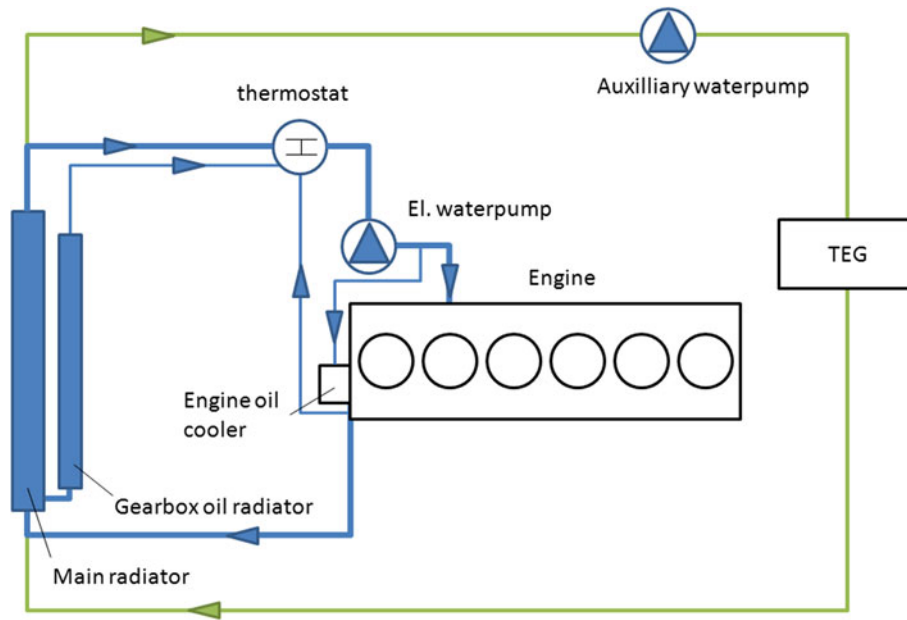 Auxilliary waterpump
thermostat
El. waterpump
TEG
Engine
Engine oil
cooler
Gearbox oil radiator
Main radiator